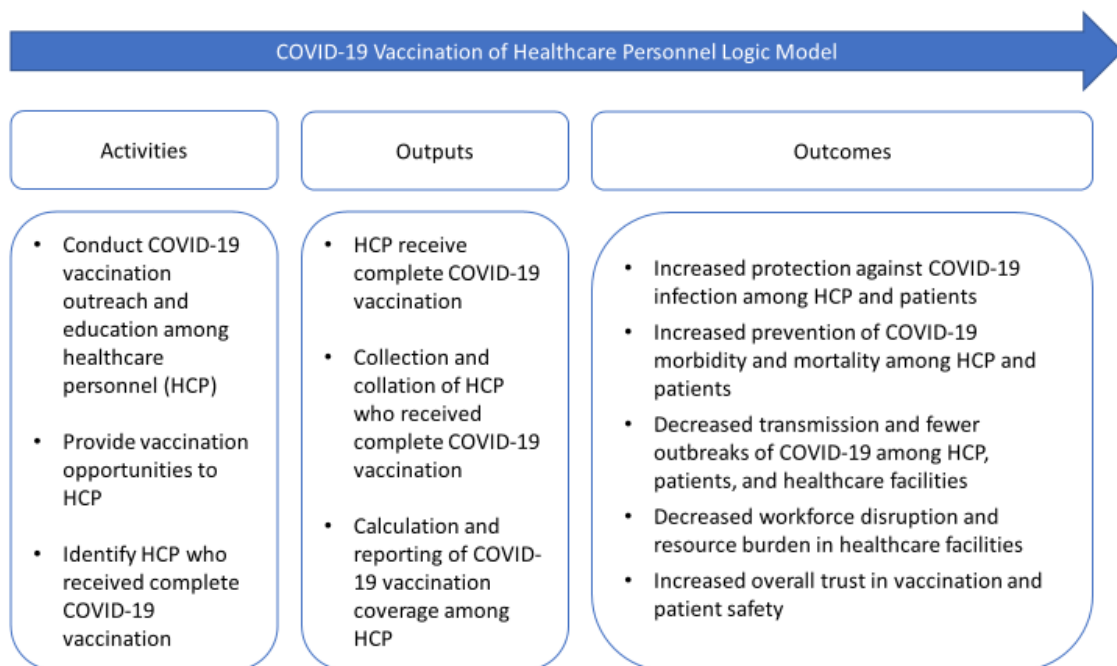 COVID-19 Vaccination of Healthcare Personnel Logic Model
Activities
Outputs
Outcomes
• Conduct COVID-19
vaccination
outreach and
education among
healthcare
personnel (HCP)
• Provide vaccination
opportunities to
HCP
• Identify HCP who
received complete
COVID-19
vaccination
• HCP receive
complete COVID-19
vaccination
• Collection and
collation of HCP
who received
complete COVID-19
vaccination
• Calculation and
reporting of COVID-
19 vaccination
coverage among
HCP
• Increased protection against COVID-19
infection among HCP and patients
• Increased prevention of COVID-19
morbidity and mortality among HCP and
patients
• Decreased transmission and fewer
outbreaks of COVID-19 among HCP,
patients, and healthcare facilities
• Decreased workforce disruption and
resource burden in healthcare facilities
• Increased overall trust in vaccination and
patient safety